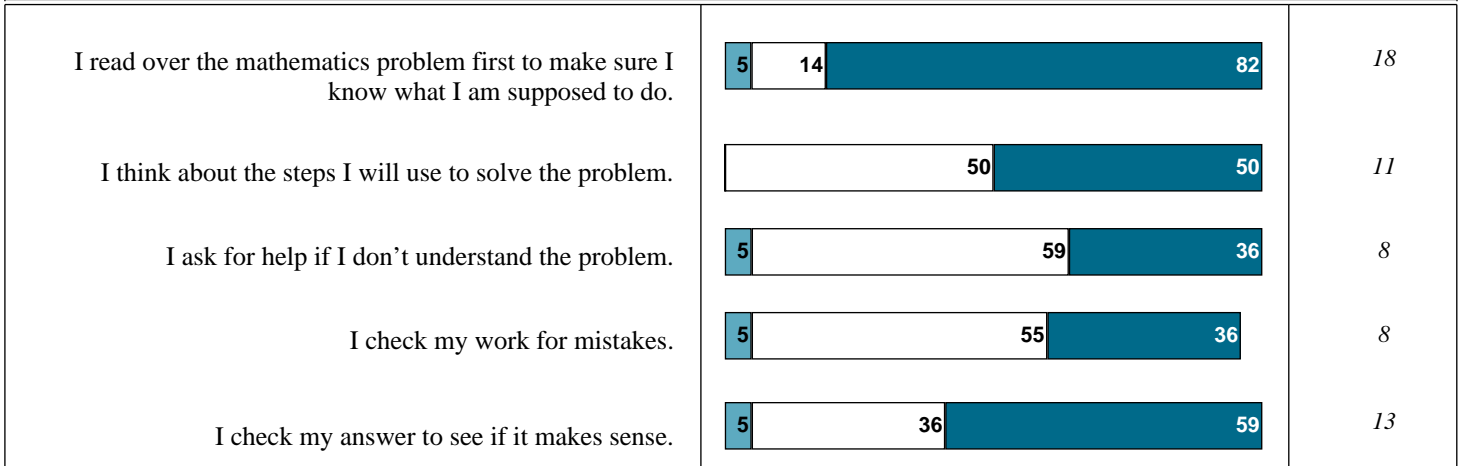 I read over the mathematics problem first to make sure I
know what I am supposed to do.
5 14 82 18
I think about the steps I will use to solve the problem.
50 50 11
I ask for help if I don’t understand the problem.
5 59 36 8
I check my work for mistakes.
5 55 36 8
I check my answer to see if it makes sense.
5 36 59 13